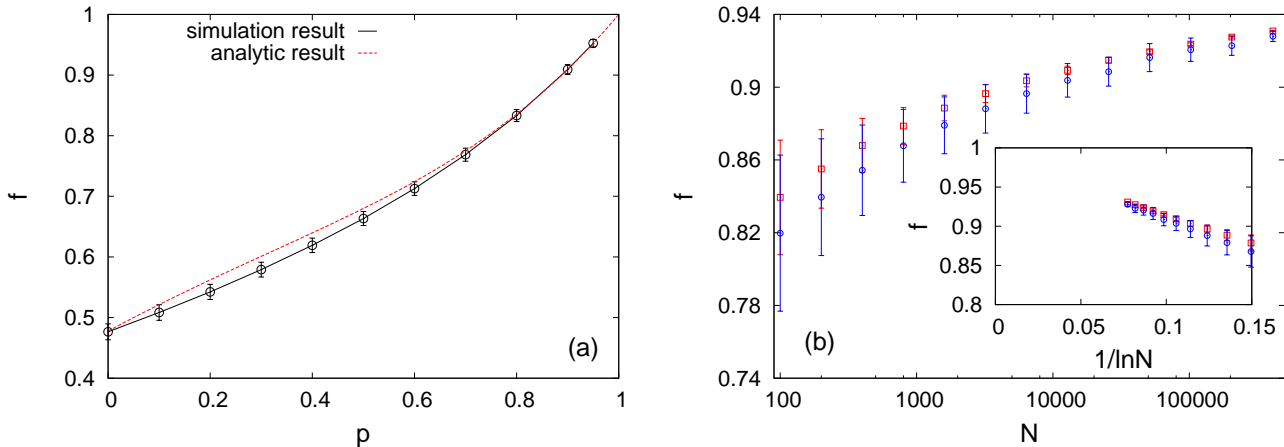 simulation result
analytic result
f
1
0.9
0.8
0.7
0.6
0.5
0.4
(a)
0 0.2 0.4 0.6 0.8 1
p
f
0.94
0.9
0.86
0.82
0.78
0.74
(b)
100 1000 10000 100000
N
f
1
0.95
0.9
0.85
0.8
0 0.05 0.1 0.15
1/lnN